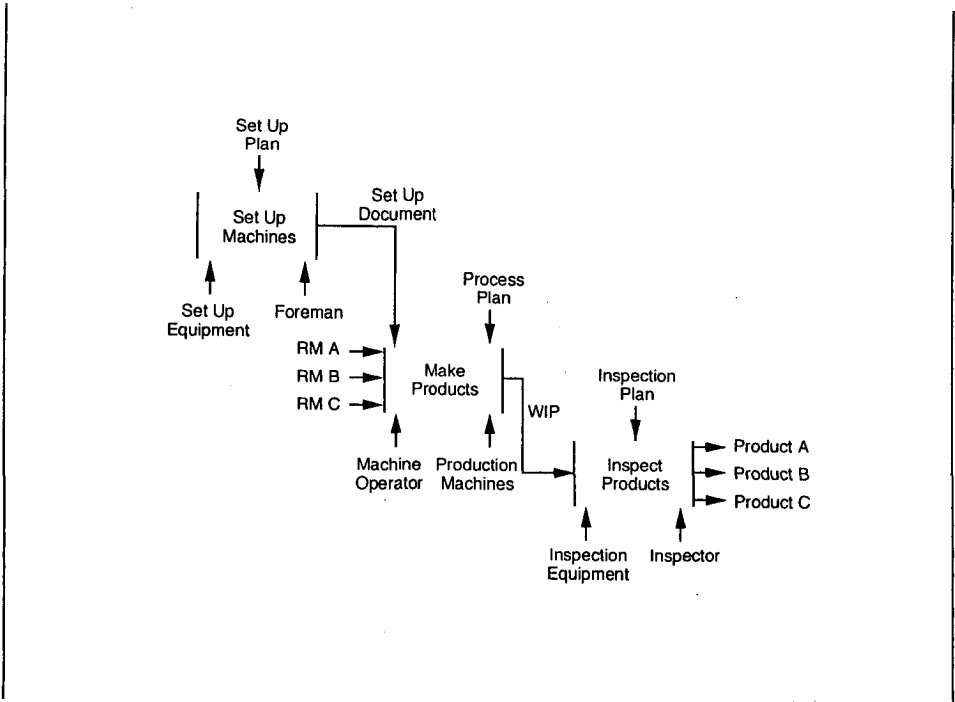 Set Up
Plan
Set Up
Machines
Set Up
Document
Set Up
Equipment
Foreman
Process
Plan
RM A
RM B
RM C
Make
Products
Machine
Operator
Production
Machines
WIP
Inspection
Plan
Inspect
Products
Product A
Product B
Product C
Inspection
Equipment
Inspector